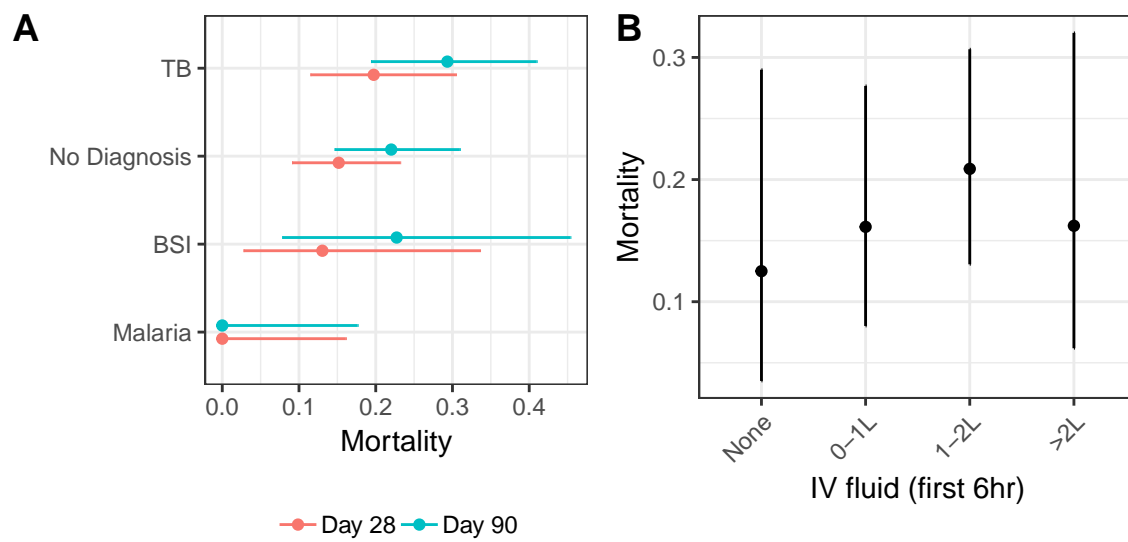 A
TB
No Diagnosis
BSI
Malaria
0.0 0.1 0.2 0.3 0.4
Mortality
Day 28 Day 90
B
Mortality
0.3
0.2
0.1
None 0−1L 1−2L >2L
IV fluid (first 6hr)